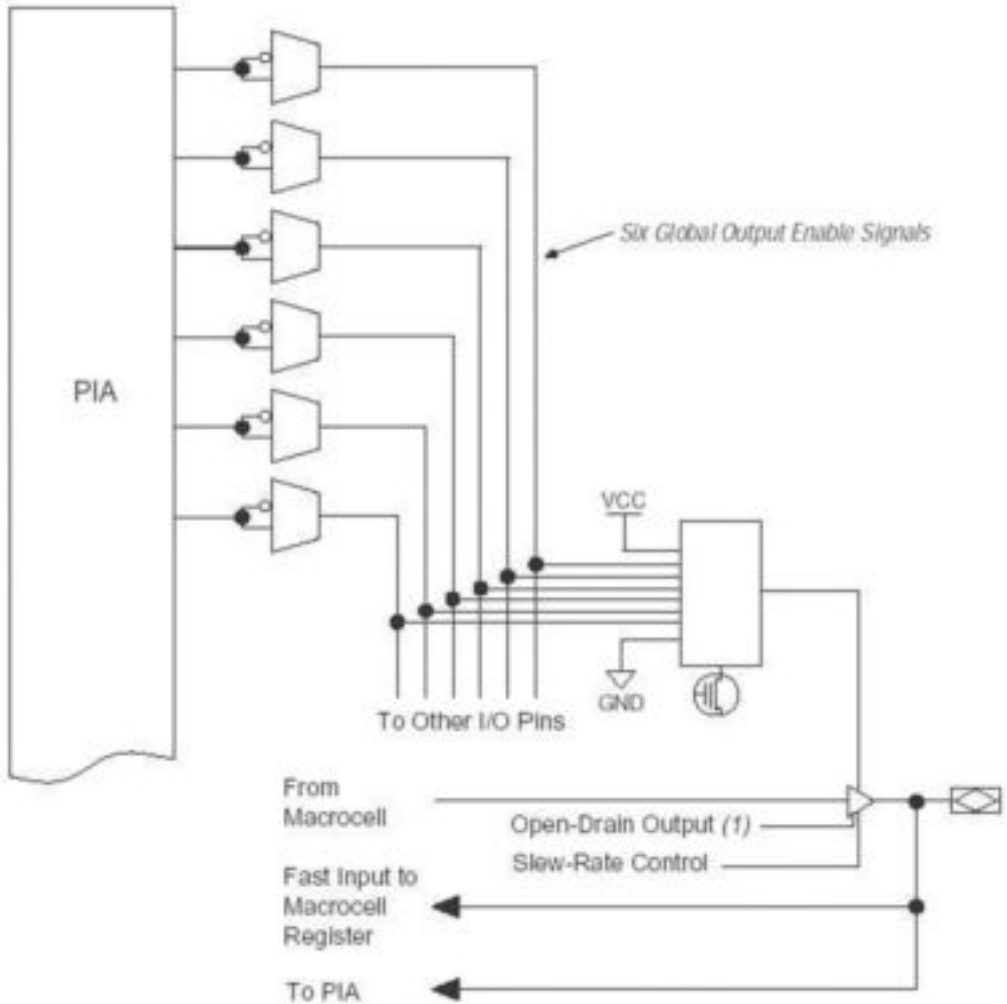 Six Global Output Enable Signals
PIA
VCC
GND
To Other I/O Pins
From
Macrocell
Open-Drain Output (1)
Slew-Rate Control
Fast Input to
Macrocell
Register
To PIA